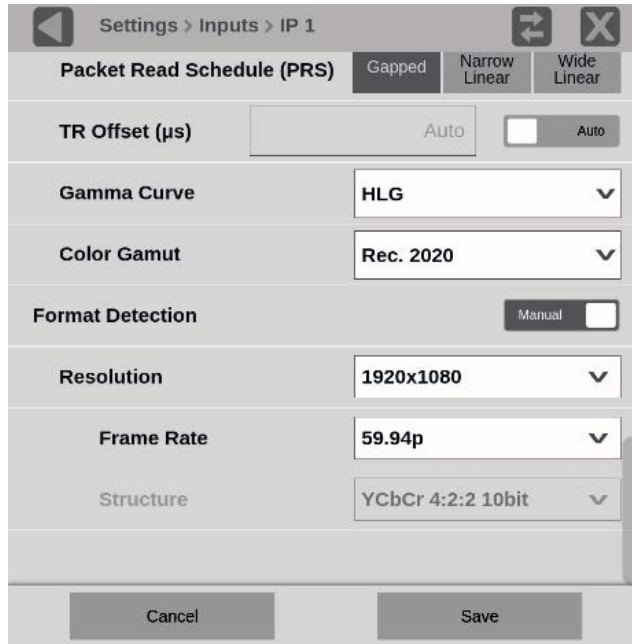 Settings > Inputs > IP 1
Packet Read Schedule (PRS) Gapped Narrow Linear Wide Linear
TR Offset (µs) Auto Auto
Gamma Curve HLG
Color Gamut Rec. 2020
Format Detection Manual
Resolution 1920x1080
Frame Rate 59.94p
Structure YCbCr 4:2:2 10bit
Cancel Save